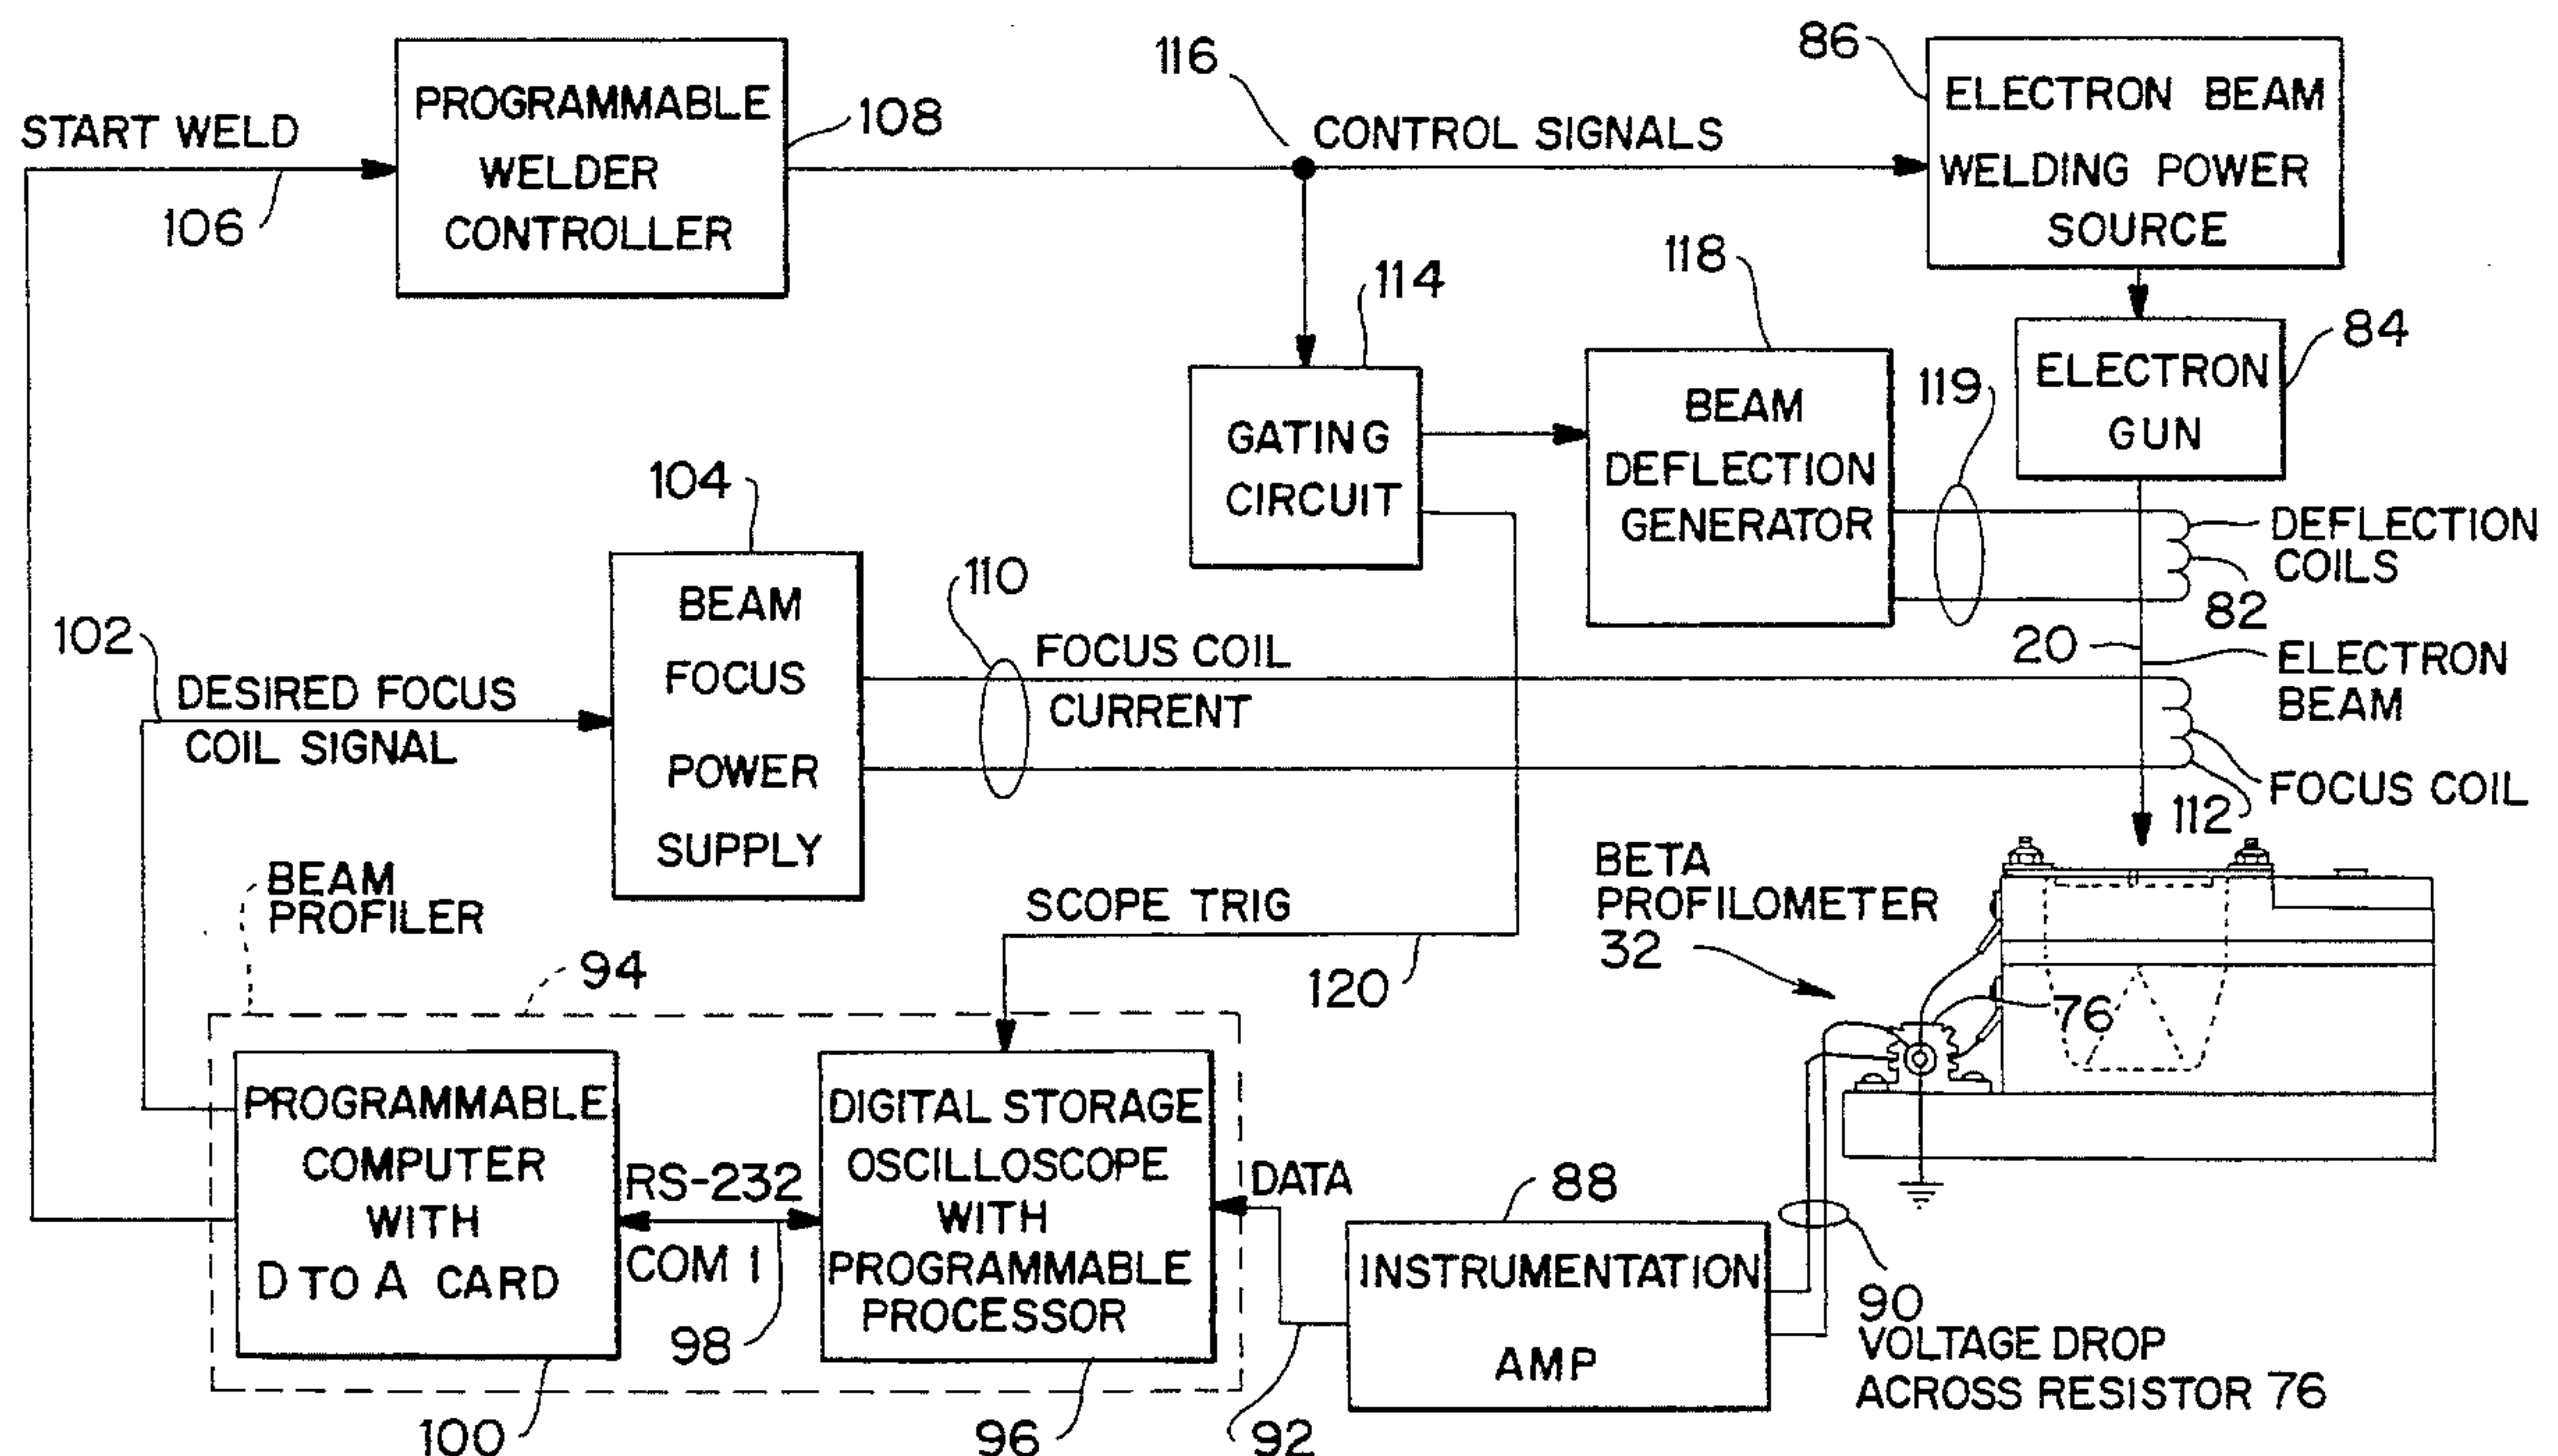 START WELD
106
PROGRAMMABLE
WELDER
CONTROLLER
108
116
CONTROL SIGNALS
86
ELECTRON BEAM
WELDING POWER
SOURCE
114
GATING
CIRCUIT
118
BEAM
DEFLECTION
GENERATOR
119
84
ELECTRON
GUN
DEFLECTION
COILS
82
20
ELECTRON
BEAM
FOCUS COIL
112
104
BEAM
FOCUS
POWER
SUPPLY
110
FOCUS COIL
CURRENT
102
DESIRED FOCUS
COIL SIGNAL
BEAM
PROFILER
94
SCOPE TRIG
120
BETA
PROFILOMETER
32
76
PROGRAMMABLE
COMPUTER
WITH
D TO A CARD
100
RS-232
COM 1
98
DIGITAL STORAGE
OSCILLOSCOPE
WITH
PROGRAMMABLE
PROCESSOR
96
DATA
92
88
INSTRUMENTATION
AMP
90
VOLTAGE DROP
ACROSS RESISTOR 76